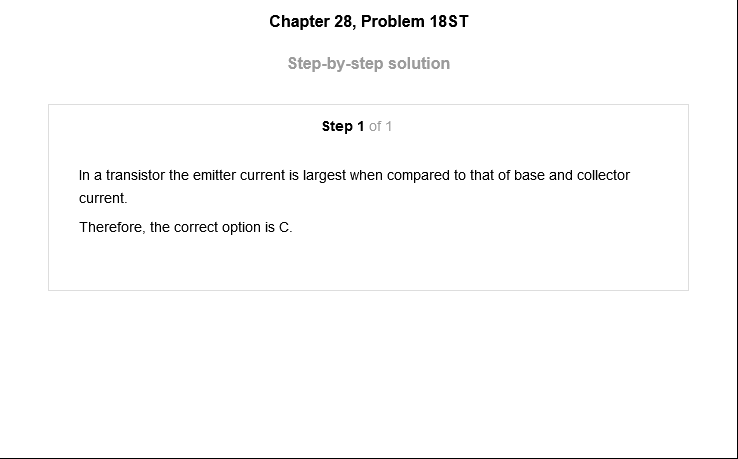 Chapter 28, Problem 18ST
Step-by-step solution
Step 1 of 1
In a transistor the emitter current is largest when compared to that of base and collector
current.
Therefore, the correct option is C.